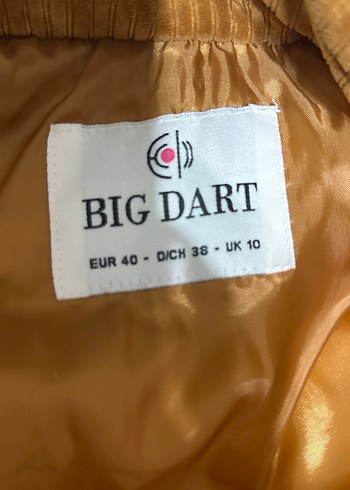 BIG DART
EUR 40 - D/CH 38 - UK 10